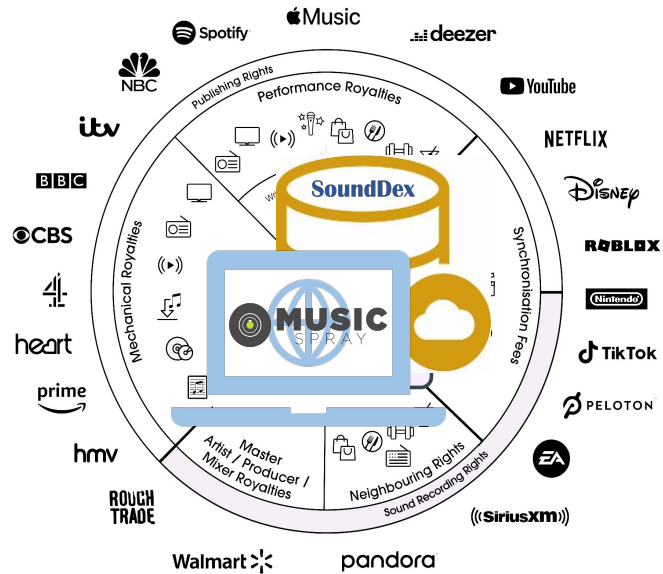 Music
Spotify
deezer
NBC
YouTube
Publishing Rights
Performance Royalties
itv
NETFLIX
BBC
Disney
SoundDex
CBS
ROBLOX
Mechanical Royalties
Synchronisation Fees
4
Nintendo
MUSIC
SPRAY
heart
TikTok
prime
PELOTON
hmv
Master
Artist / Producer /
Mixer Royalties
Neighbouring Rights
Sound Recording Rights
EA
ROUGH
TRADE
((SiriusXM))
Walmart
pandora